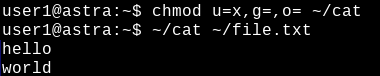 user1@astra:~$ chmod u=x,g=,o= ~/cat
user1@astra:~$ ~/cat ~/file.txt
hello
world